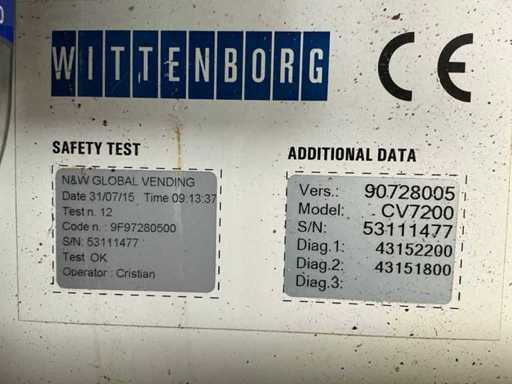 WITTENBORG
CE
SAFETY TEST
N&W GLOBAL VENDING
Date 31/07/15 Time 09:13:37
Test n. 12
Code n. : 9F97280500
S/N: 53111477
Test OK
Operator : Cristian
ADDITIONAL DATA
Vers.: 90728005
Model: CV7200
S/N: 53111477
Diag.1: 43152200
Diag.2: 43151800
Diag.3: